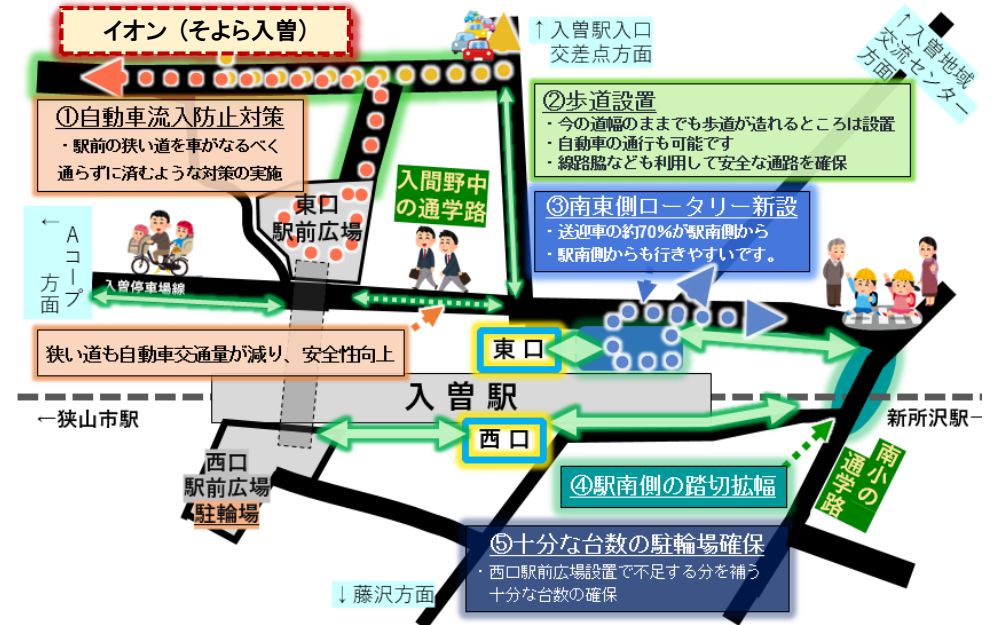 イオン（そよら入曽）
↑入曽駅入口
交差点方面
↑入曽地域
交流センター
方面
①自動車流入防止対策
・駅前の狭い道を車がなるべく
通らずに済むような対策の実施
②歩道設置
・今の道幅のままでも歩道が造れるところは設置
・自動車の通行も可能です
・線路脇なども利用して安全な通路を確保
入間野中
の通学路
東口
駅前広場
③南東側ロータリー新設
・送迎車の約70%が駅南側から
・駅南側からも行きやすいです。
←
Aコープ
方面
入曽停車場線
狭い道も自動車交通量が減り、安全性向上
東口
入曽駅
←狭山市駅
新所沢駅→
西口
西口
駅前広場
駐輪場
④駅南側の踏切拡幅
南小の
通学路
⑤十分な台数の駐輪場確保
・西口駅前広場設置で不足する分を補う
十分な台数の確保
↓藤沢方面